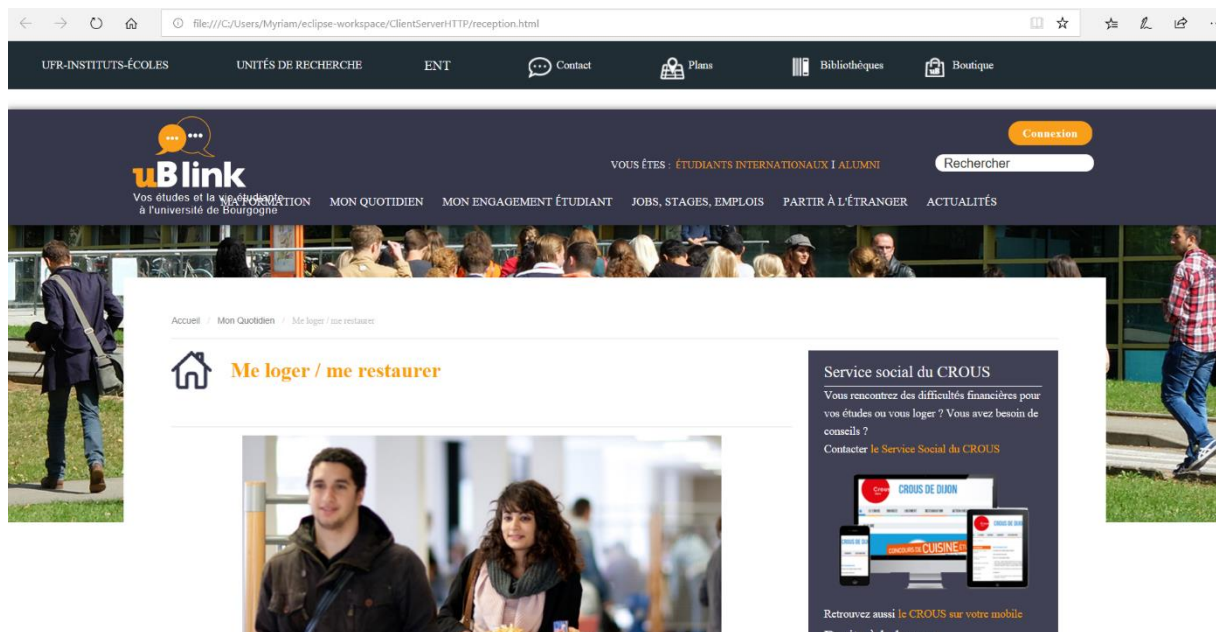 file:///C:/Users/Myriam/eclipse-workspace/ClientServerHTTP/reception.html
UFR-INSTITUTS-ÉCOLES UNITÉS DE RECHERCHE ENT Contact Plans Bibliothèques Boutique
Connexion
uBlink
VOUS ÊTES : ÉTUDIANTS INTERNATIONAUX I ALUMNI
Rechercher
Vos études et la vie étudiante
à l'université de Bourgogne
MA FORMATION MON QUOTIDIEN MON ENGAGEMENT ÉTUDIANT JOBS, STAGES, EMPLOIS PARTIR À L'ÉTRANGER ACTUALITÉS
Accueil / Mon Quotidien / Me loger / me restaurer
Me loger / me restaurer
Service social du CROUS
Vous rencontrez des difficultés financières pour
vos études ou vous loger ? Vous avez besoin de
conseils ?
Contacter le Service Social du CROUS
Crous
CROUS DE DIJON
CONCOURS DE CUISINE
Retrouvez aussi le CROUS sur votre mobile